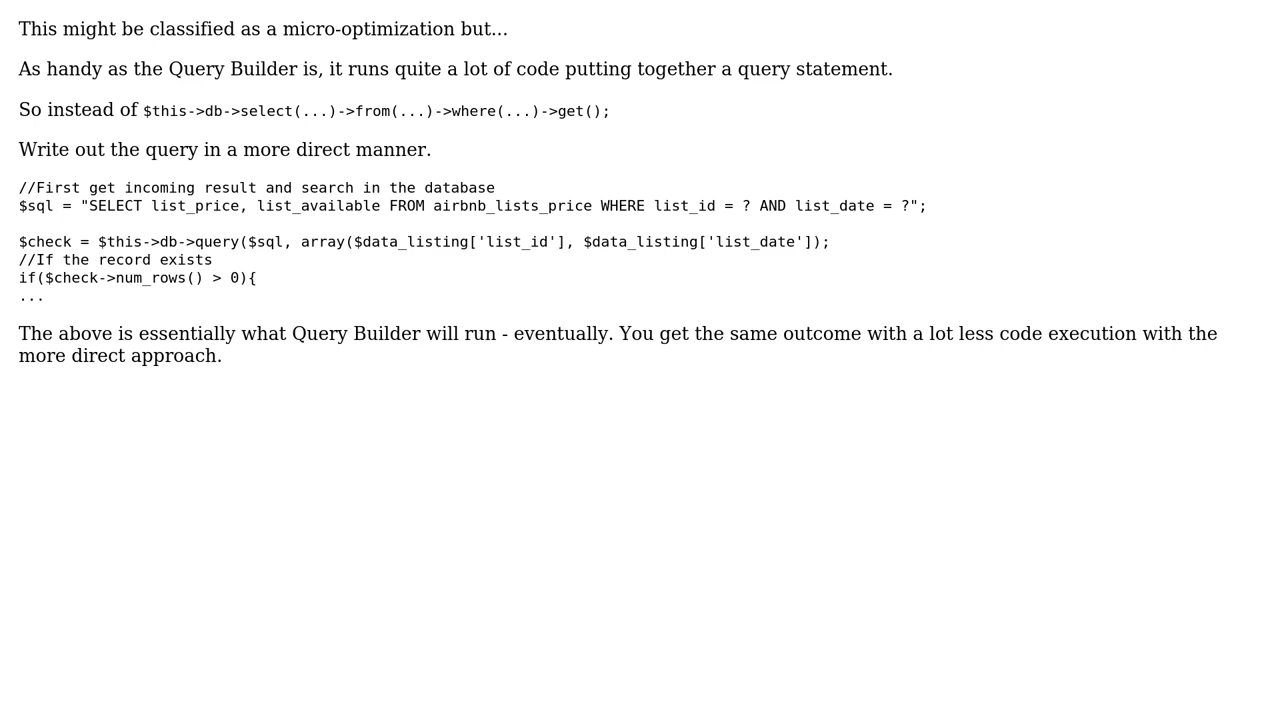 This might be classified as a micro-optimization but...
As handy as the Query Builder is, it runs quite a lot of code putting together a query statement.
So instead of $this->db->select(...)->from(...)->where(...)->get();
Write out the query in a more direct manner.
//First get incoming result and search in the database
$sql = "SELECT list_price, list_available FROM airbnb_lists_price WHERE list_id = ? AND list_date = ?";
$check = $this->db->query($sql, array($data_listing['list_id'], $data_listing['list_date']);
//If the record exists
if($check->num_rows() > 0){
...
The above is essentially what Query Builder will run - eventually. You get the same outcome with a lot less code execution with the
more direct approach.